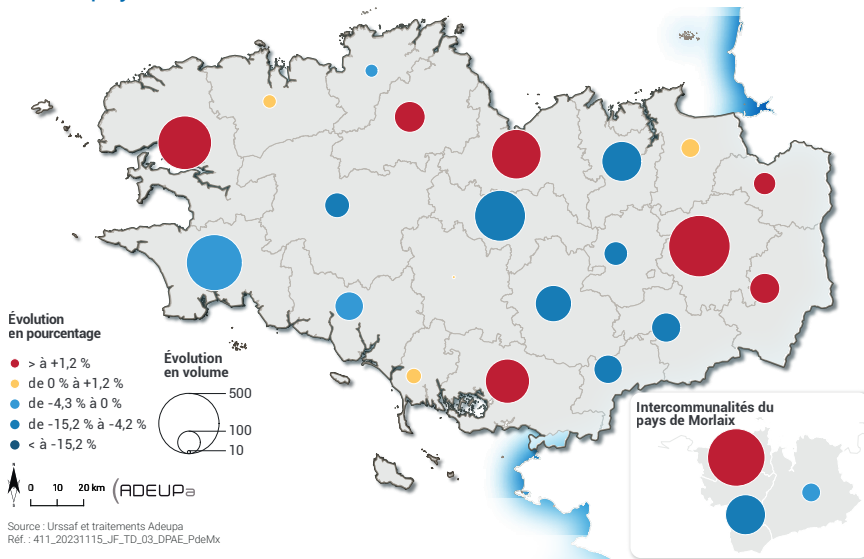 Évolution
en pourcentage
> à +1,2 %
de 0 % à +1,2 %
de -4,3 % à 0 %
de -15,2 % à -4,2 %
< à -15,2 %
Évolution
en volume
500
100
10
N
0 10 20 km
(ADEUPa
Source : Urssaf et traitements Adeupa
Réf. : 411_20231115_JF_TD_03_DPAE_PdeMx
Intercommunalités du
pays de Morlaix